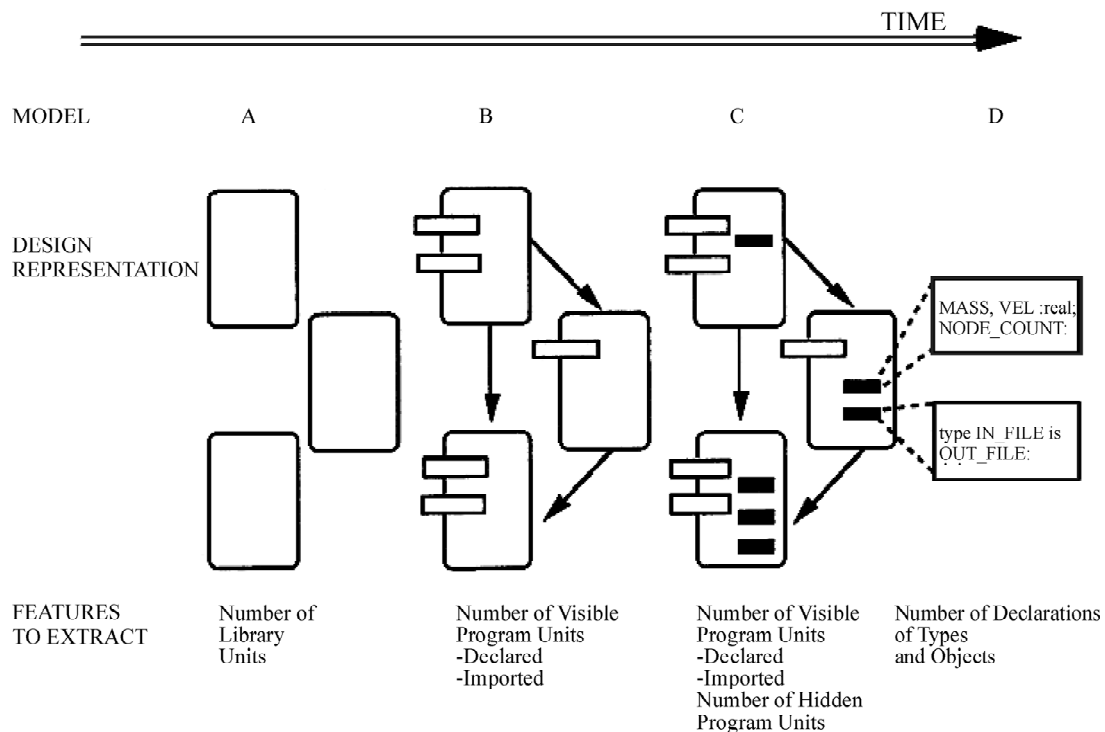 TIME
MODEL A B C D
DESIGN
REPRESENTATION
MASS, VEL :real;
NODE_COUNT:
type IN_FILE is
OUT_FILE:
FEATURES
TO EXTRACT
Number of
Library
Units
Number of Visible
Program Units
-Declared
-Imported
Number of Visible
Program Units
-Declared
-Imported
Number of Hidden
Program Units
Number of Declarations
of Types
and Objects